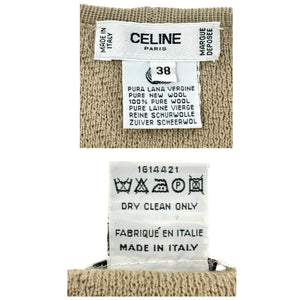 MADE IN ITALY
CELINE
PARIS
MARQUE DEPOSÉE
38
PURA LANA VERGINE
PURE NEW WOOL
100% PURE WOOL
PURE LAINE VIERGE
REINE SCHURWOLLE
ZUIVER SCHEERWOL
1614421
DRY CLEAN ONLY
FABRIQUÉ EN ITALIE
MADE IN ITALY